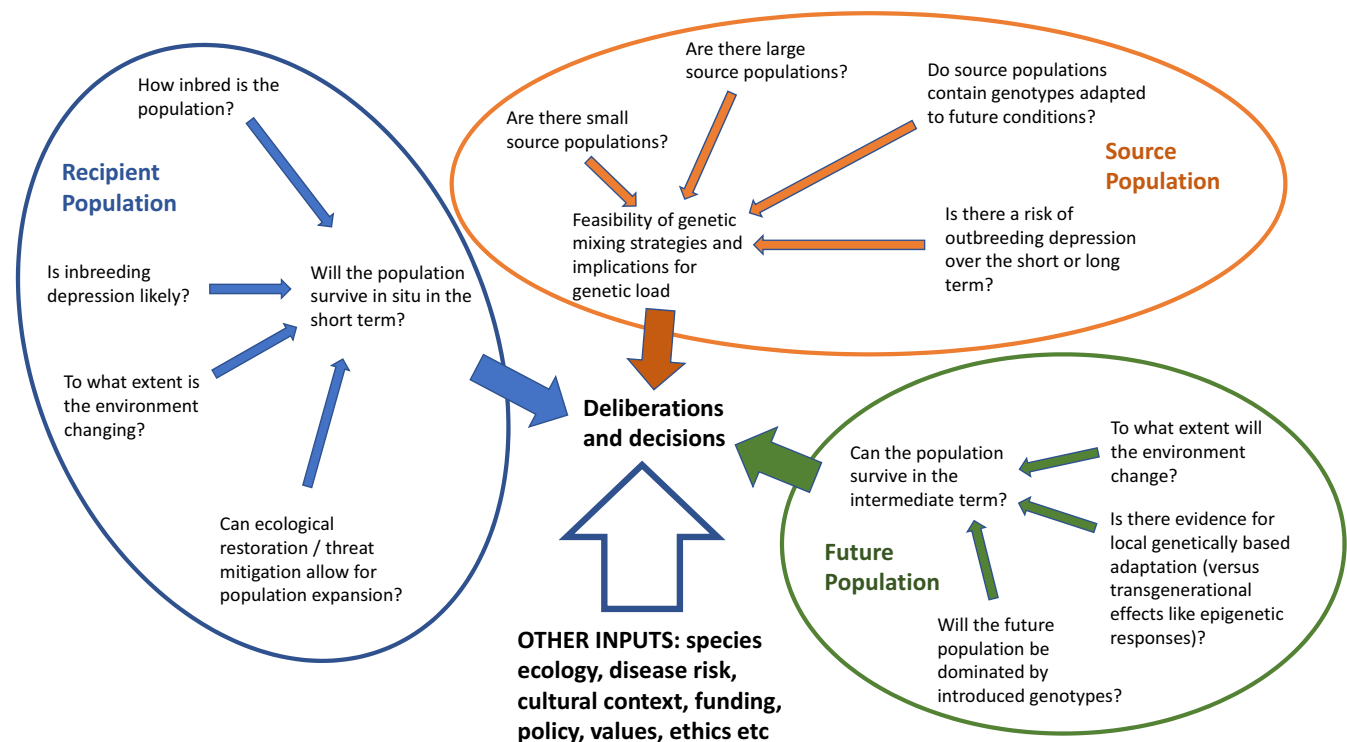 How inbred is the
population?
Recipient
Population
Is inbreeding
depression likely?
Will the population
survive in situ in the
short term?
To what extent is
the environment
changing?
Can ecological
restoration / threat
mitigation allow for
population expansion?
Are there large
source populations?
Are there small
source populations?
Do source populations
contain genotypes adapted
to future conditions?
Source
Population
Feasibility of genetic
mixing strategies and
implications for
genetic load
Is there a risk of
outbreeding depression
over the short or long
term?
Deliberations
and decisions
Can the population
survive in the
intermediate term?
To what extent will
the environment
change?
Is there evidence for
local genetically based
adaptation (versus
transgenerational
effects like epigenetic
responses)?
Future
Population
Will the future
population be
dominated by
introduced genotypes?
OTHER INPUTS: species
ecology, disease risk,
cultural context, funding,
policy, values, ethics etc